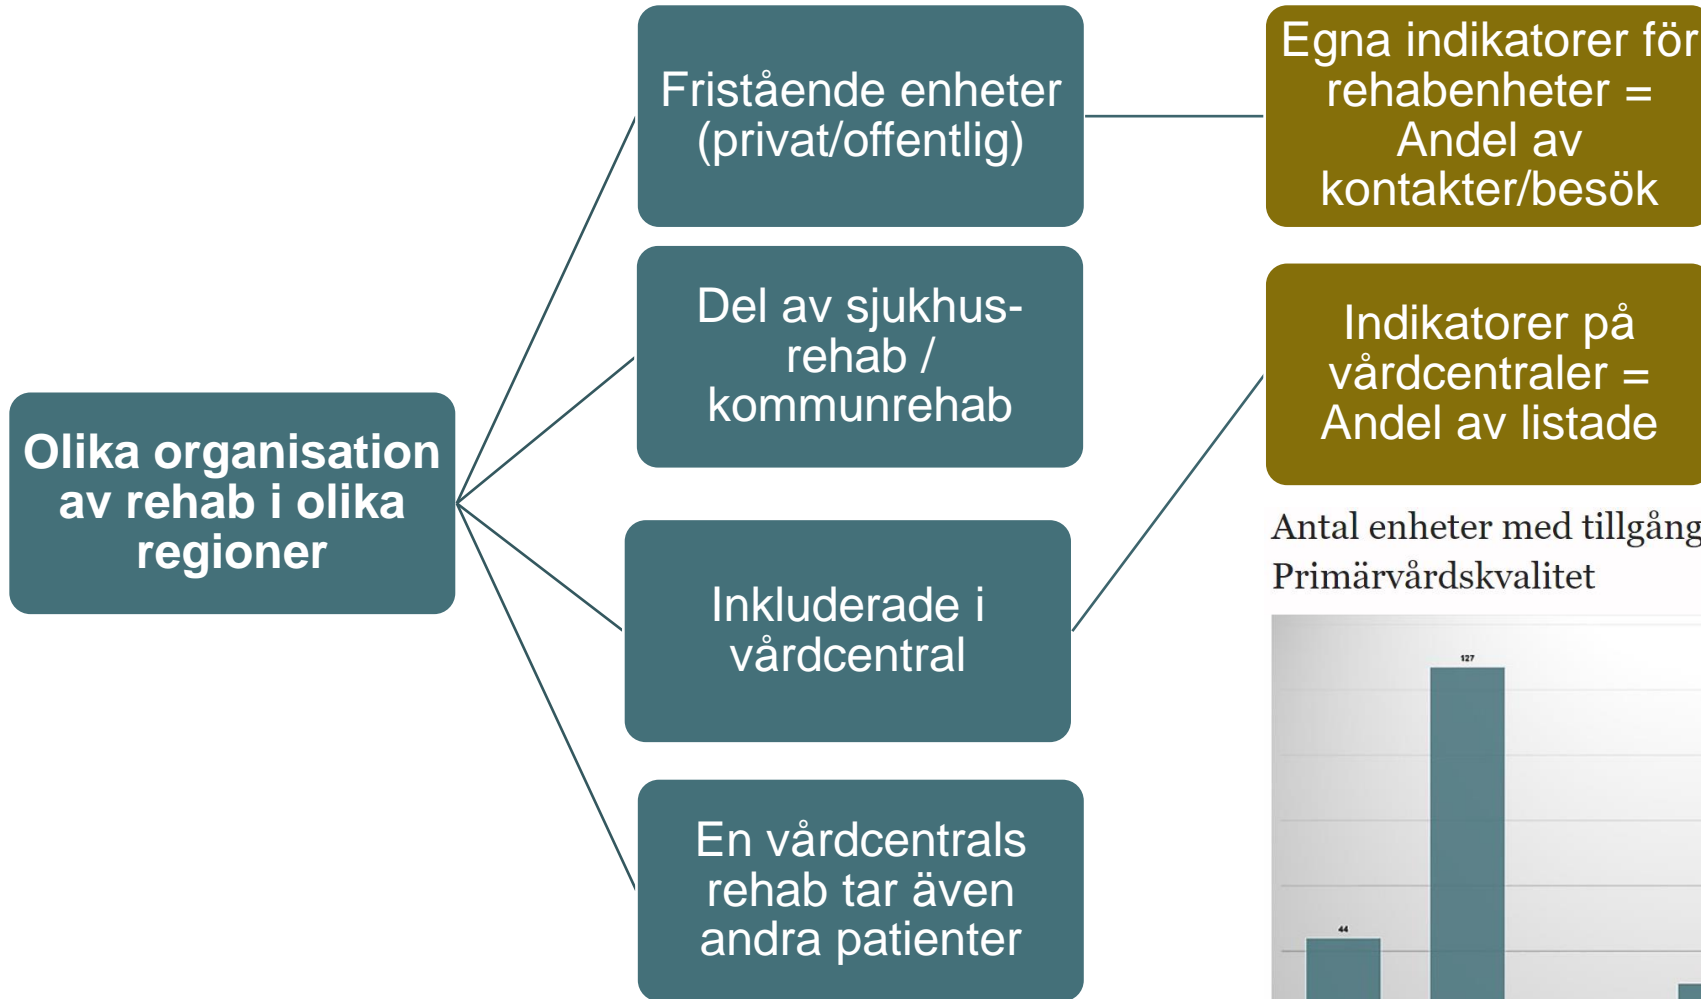 Olika organisation
av rehab i olika
regioner
Fristående enheter
(privat/offentlig)
Del av sjukhus-
rehab /
kommunrehab
Inkluderade i
vårdcentral
En vårdcentrals
rehab tar även
andra patienter
Egna indikatorer för
rehabenheter =
Andel av
kontakter/besök
Indikatorer på
vårdcentraler =
Andel av listade
Antal enheter med tillgång
Primärvårdskvalitet
127
44